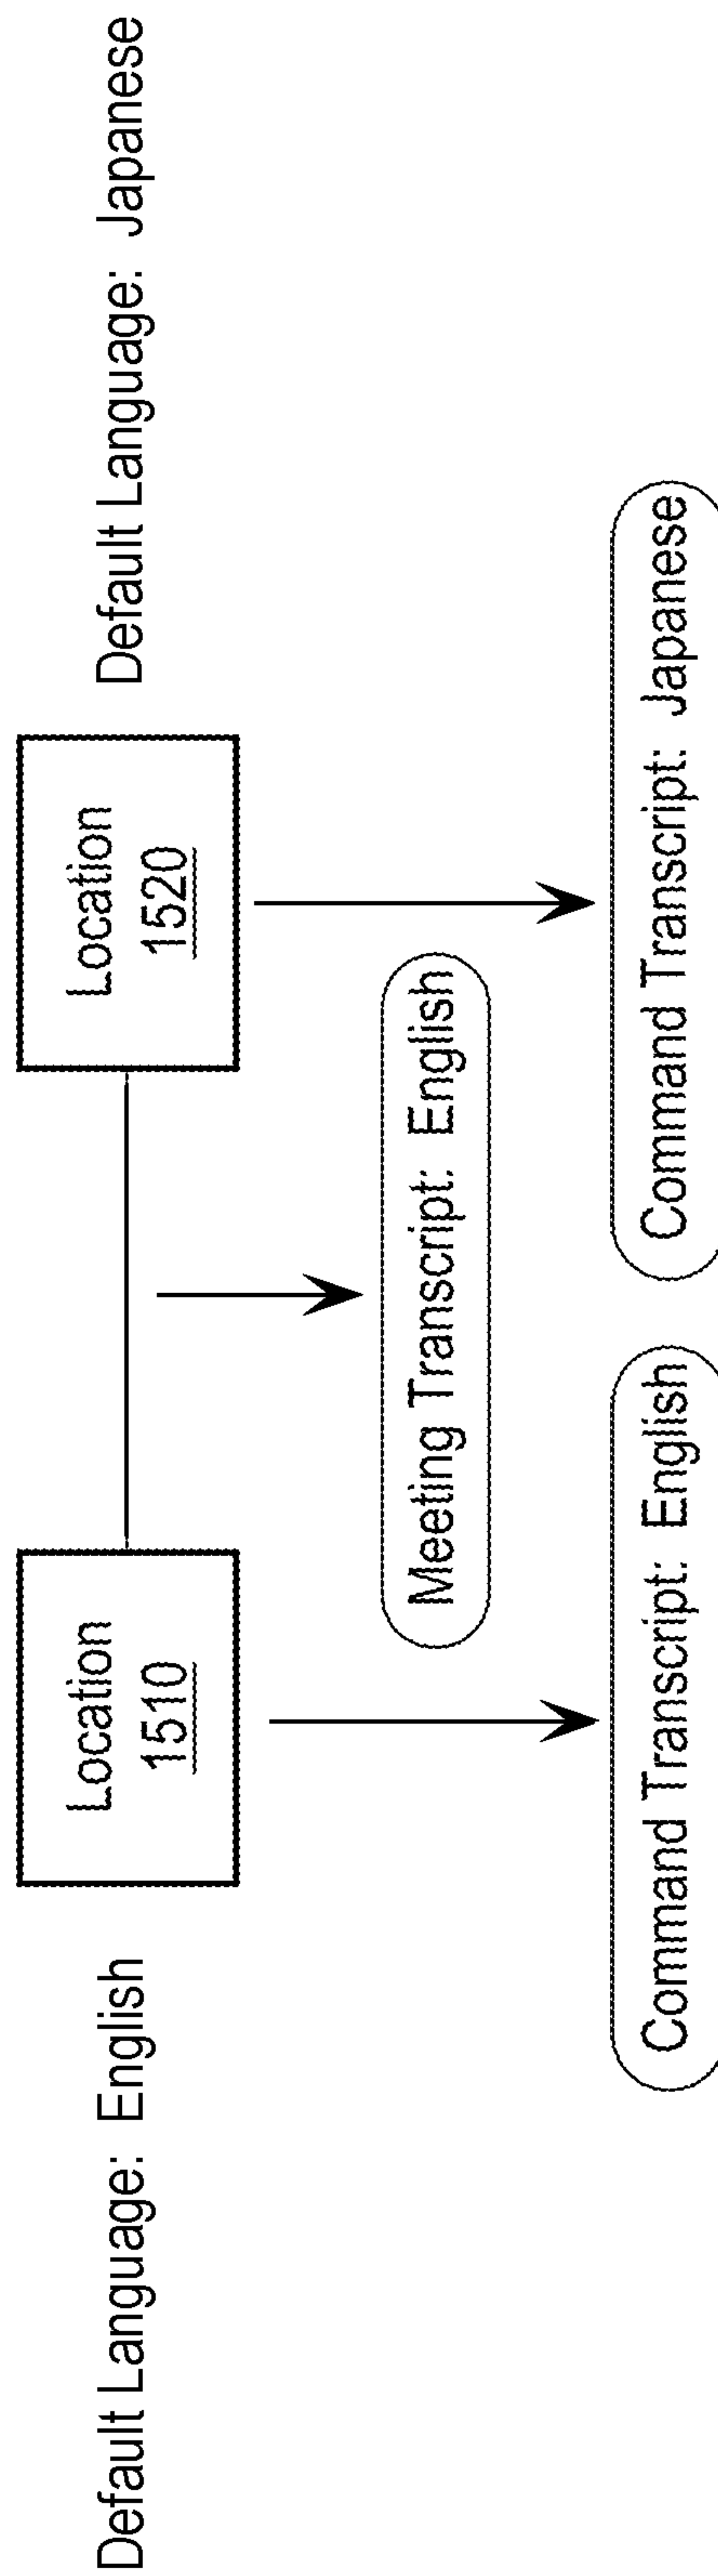 Default Language: English
Location
1510
Location
1520
Default Language: Japanese
Meeting Transcript: English
Command Transcript: English
Command Transcript: Japanese